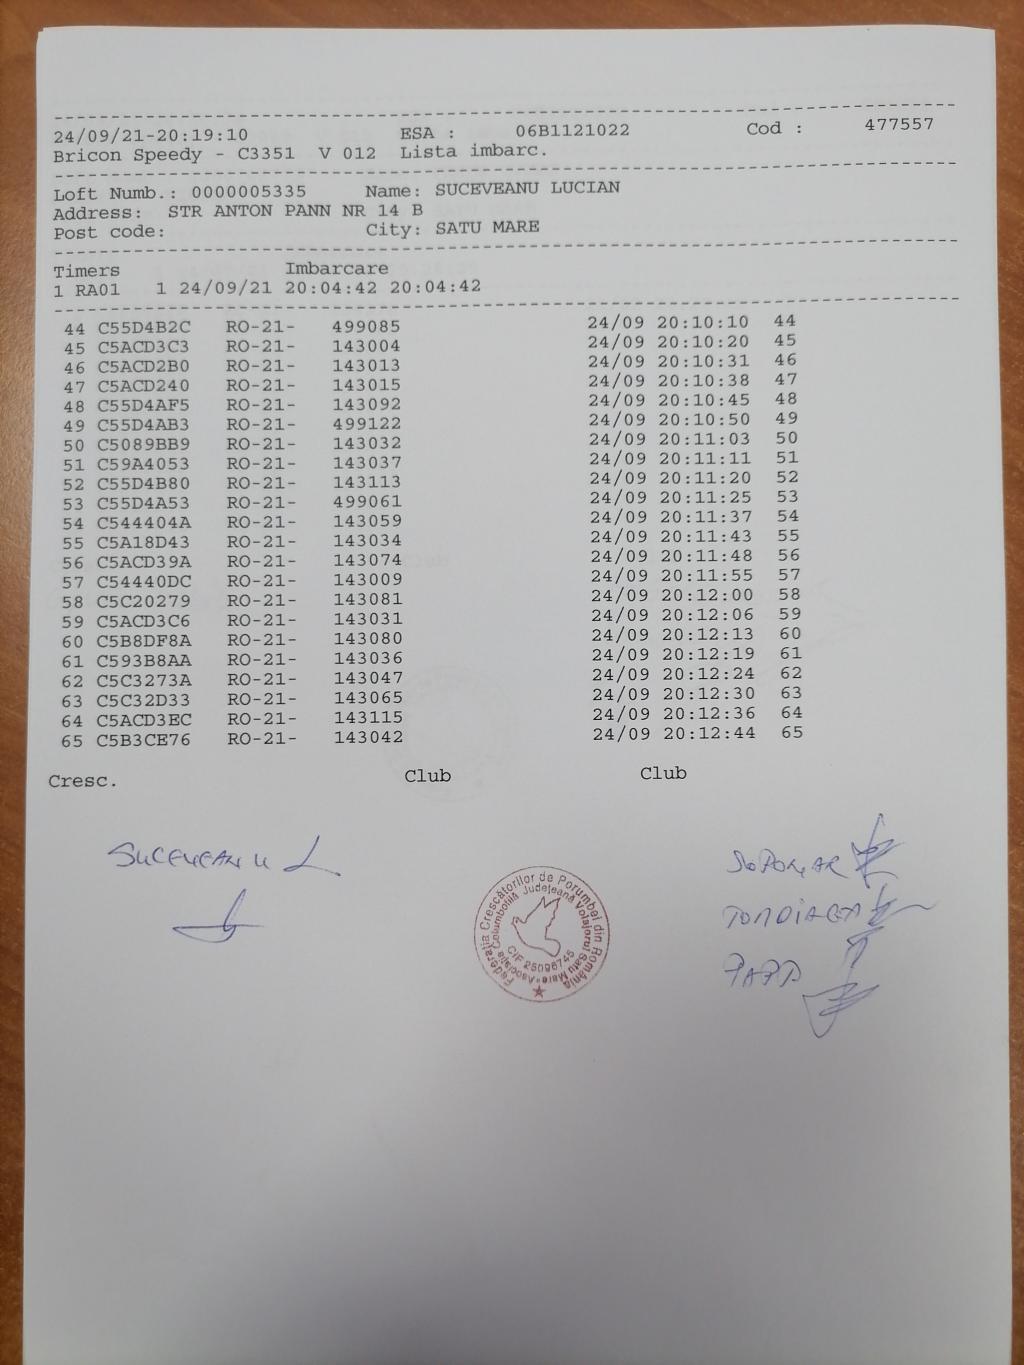 24/09/21-20:19:10 ESA : 06B1121022 Cod : 477557
Bricon Speedy - C3351 V 012 Lista imbarc.
Loft Numb.: 0000005335 Name: SUCEVEANU LUCIAN
Address: STR ANTON PANN NR 14 B
Post code: City: SATU MARE
Timers Imbarcare
1 RA01 1 24/09/21 20:04:42 20:04:42
44 C55D4B2C RO-21- 499085 24/09 20:10:10 44
45 C5ACD3C3 RO-21- 143004 24/09 20:10:20 45
46 C5ACD2B0 RO-21- 143013 24/09 20:10:31 46
47 C5ACD240 RO-21- 143015 24/09 20:10:38 47
48 C55D4AF5 RO-21- 143092 24/09 20:10:45 48
49 C55D4AB3 RO-21- 499122 24/09 20:10:50 49
50 C5089BB9 RO-21- 143032 24/09 20:11:03 50
51 C59A4053 RO-21- 143037 24/09 20:11:11 51
52 C55D4B80 RO-21- 143113 24/09 20:11:20 52
53 C55D4A53 RO-21- 499061 24/09 20:11:25 53
54 C544404A RO-21- 143059 24/09 20:11:37 54
55 C5A18D43 RO-21- 143034 24/09 20:11:43 55
56 C5ACD39A RO-21- 143074 24/09 20:11:48 56
57 C54440DC RO-21- 143009 24/09 20:11:55 57
58 C5C20279 RO-21- 143081 24/09 20:12:00 58
59 C5ACD3C6 RO-21- 143031 24/09 20:12:06 59
60 C5B8DF8A RO-21- 143080 24/09 20:12:13 60
61 C593B8AA RO-21- 143036 24/09 20:12:19 61
62 C5C3273A RO-21- 143047 24/09 20:12:24 62
63 C5C32D33 RO-21- 143065 24/09 20:12:30 63
64 C5ACD3EC RO-21- 143115 24/09 20:12:36 64
65 C5B3CE76 RO-21- 143042 24/09 20:12:44 65
Cresc. Club Club
SUCEVEANU L
Federația Crescătorilor de Porumbei din România
Asociația Columbofilă Județeană Volajorul Satu Mare
CIF 25096745
PAPP